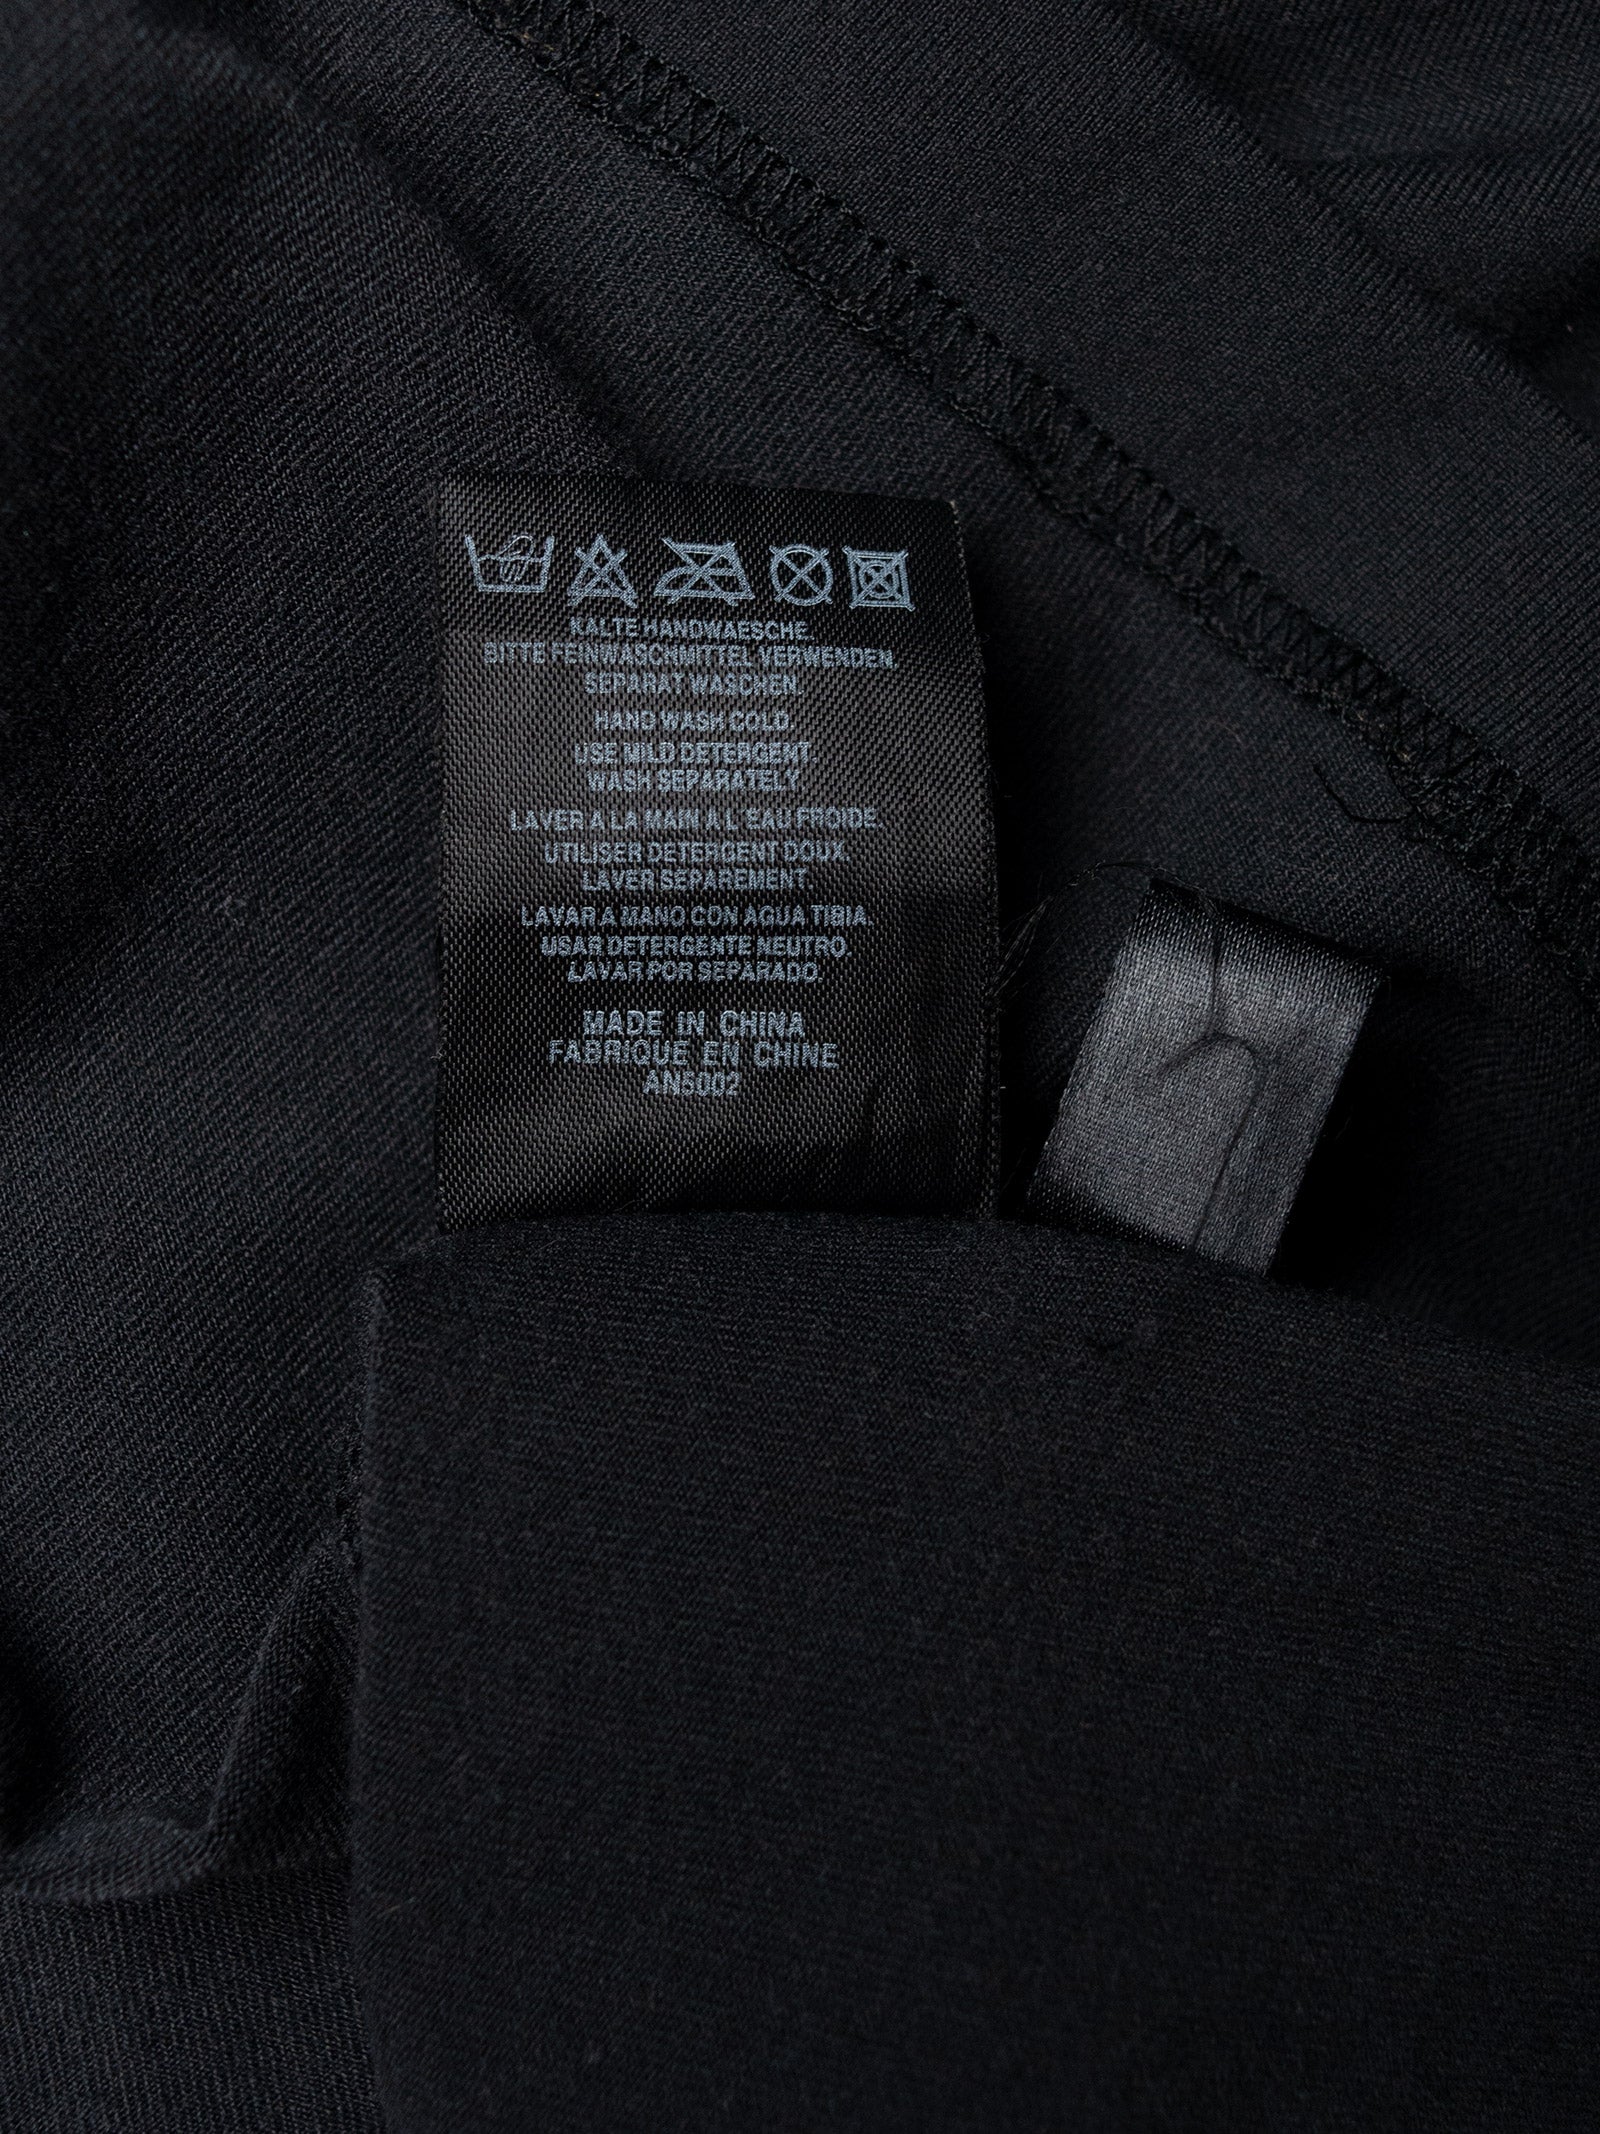 KALTE HANDWAESCHE.
BITTE FEINWASCHMITTEL VERWENDEN.
SEPARAT WASCHEN.
HAND WASH COLD.
USE MILD DETERGENT.
WASH SEPARATELY
LAVER A LA MAIN A L EAU FROIDE.
UTILISER DETERGENT DOUX.
LAVER SEPAREMENT.
LAVAR A MANO CON AGUA TIBIA.
USAR DETERGENTE NEUTRO.
LAVAR POR SEPARADO.
MADE IN CHINA
FABRIQUE EN CHINE
AN5002